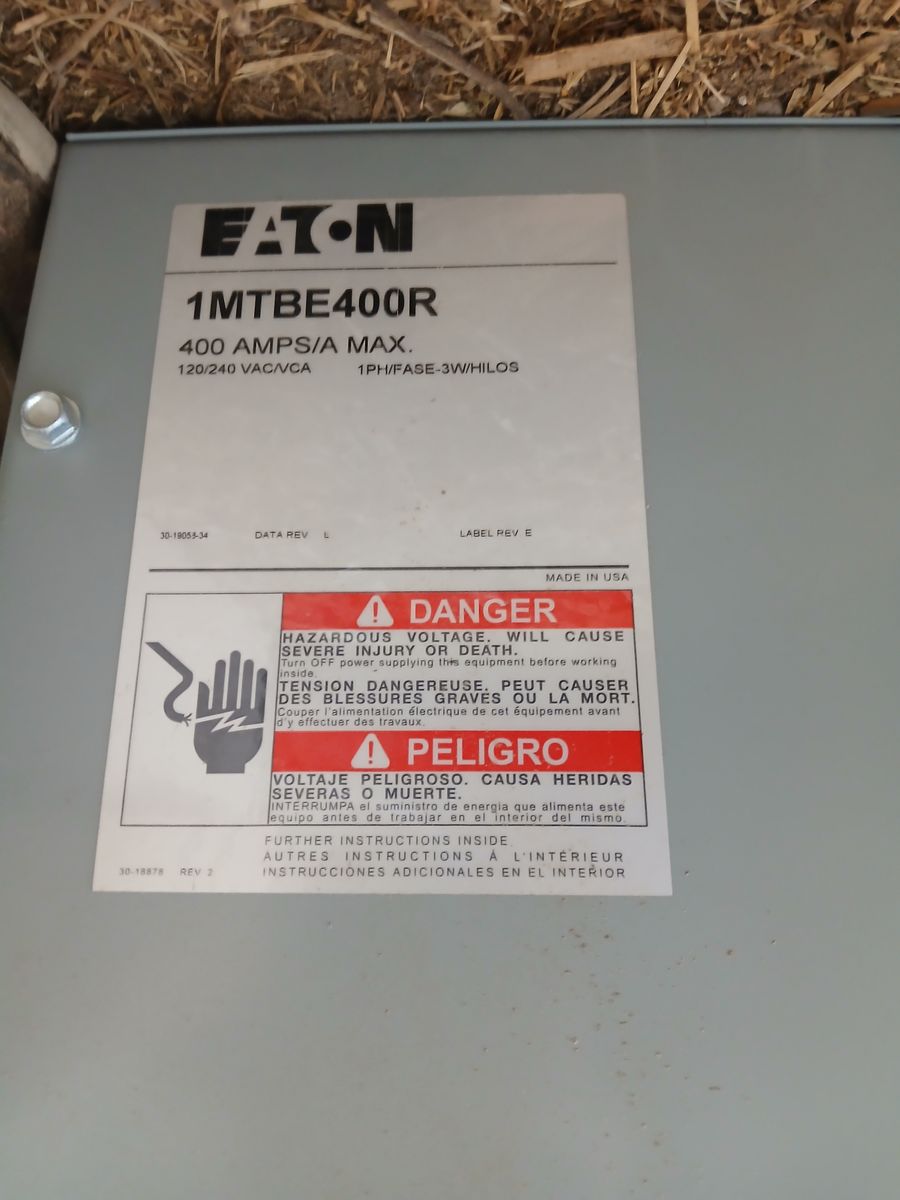 EATON
1MTBE400R
400 AMPS/A MAX.
120/240 VAC/VCA 1PH/FASE-3W/HILOS
30-19053-34 DATA REV L LABEL REV E
MADE IN USA
DANGER
HAZARDOUS VOLTAGE. WILL CAUSE
SEVERE INJURY OR DEATH.
Turn OFF power supplying this equipment before working
inside.
TENSION DANGEREUSE. PEUT CAUSER
DES BLESSURES GRAVES OU LA MORT.
Couper l'alimentation électrique de cet équipement avant
d'y effectuer des travaux.
PELIGRO
VOLTAJE PELIGROSO. CAUSA HERIDAS
SEVERAS O MUERTE.
INTERRUMPA el suministro de energia que alimenta este
equipo antes de trabajar en el interior del mismo.
FURTHER INSTRUCTIONS INSIDE.
AUTRES INSTRUCTIONS À L'INTÉRIEUR
30-18878 REV 2 INSTRUCCIONES ADICIONALES EN EL INTERIOR